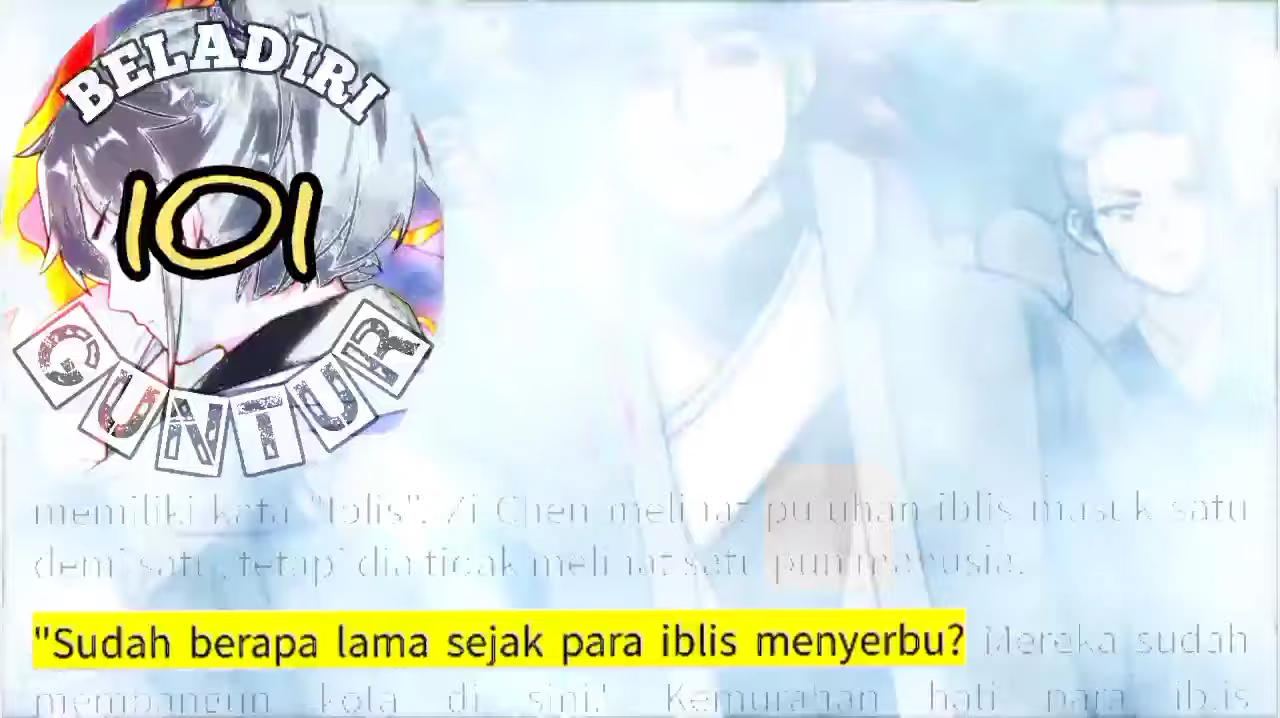 BELADIRI
101
GUNTUR
memiliki kata "Iblis". Zi Chen melihat puluhan iblis masuk satu
demi satu, tetapi dia tidak melihat satu pun manusia.
"Sudah berapa lama sejak para iblis menyerbu? Mereka sudah
membangun kota di sini." Kemurahan hati para iblis